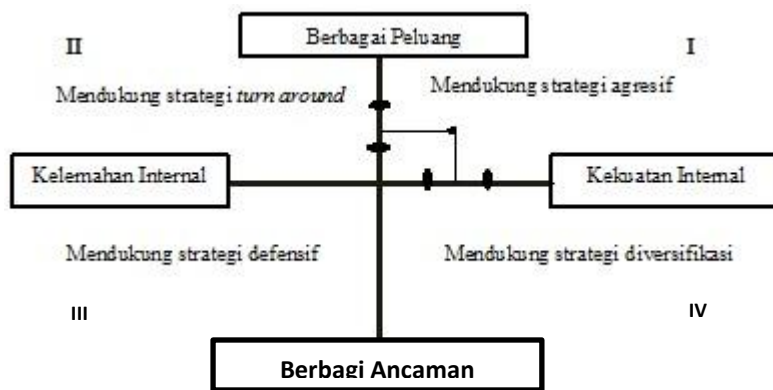 Berbagai Peluang
II
I
Mendukung strategi turn around
Mendukung strategi agresif
Kelemahan Internal
Kekuatan Internal
Mendukung strategi defensif
Mendukung strategi diversifikasi
III
IV
Berbagi Ancaman